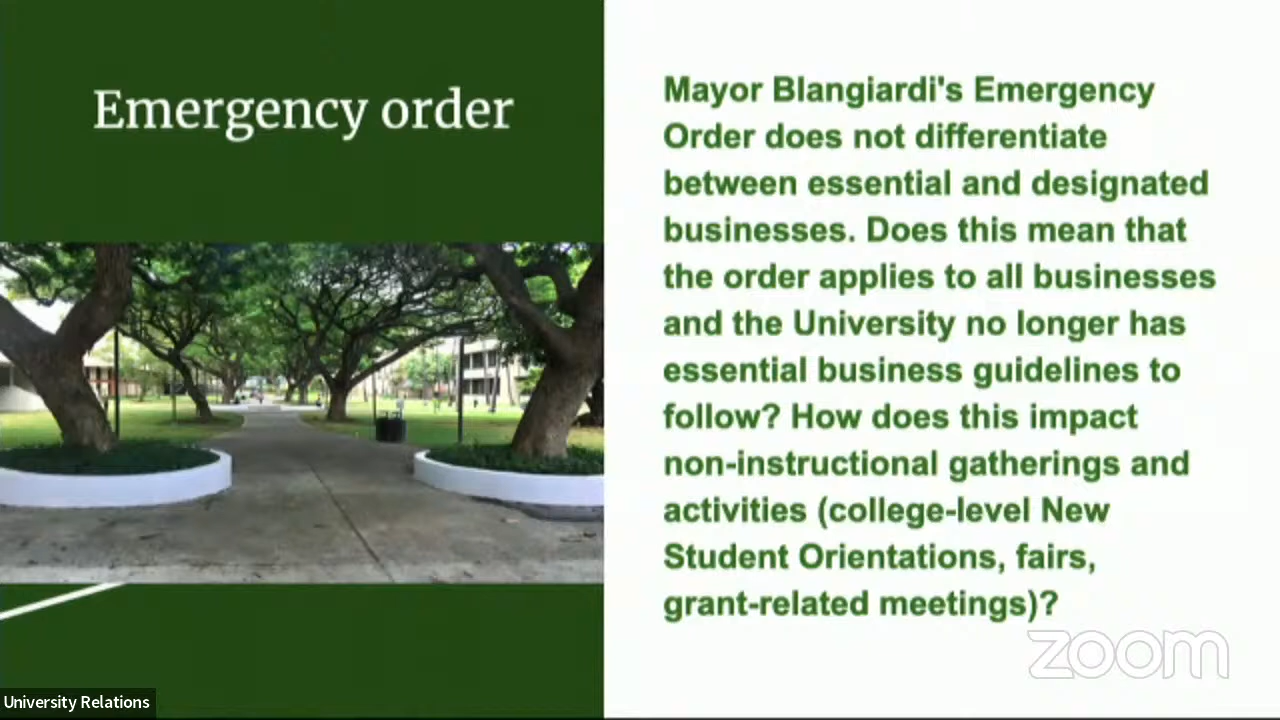 Emergency order
Mayor Blangiardi's Emergency
Order does not differentiate
between essential and designated
businesses. Does this mean that
the order applies to all businesses
and the University no longer has
essential business guidelines to
follow? How does this impact
non-instructional gatherings and
activities (college-level New
Student Orientations, fairs,
grant-related meetings)?
zoom
University Relations